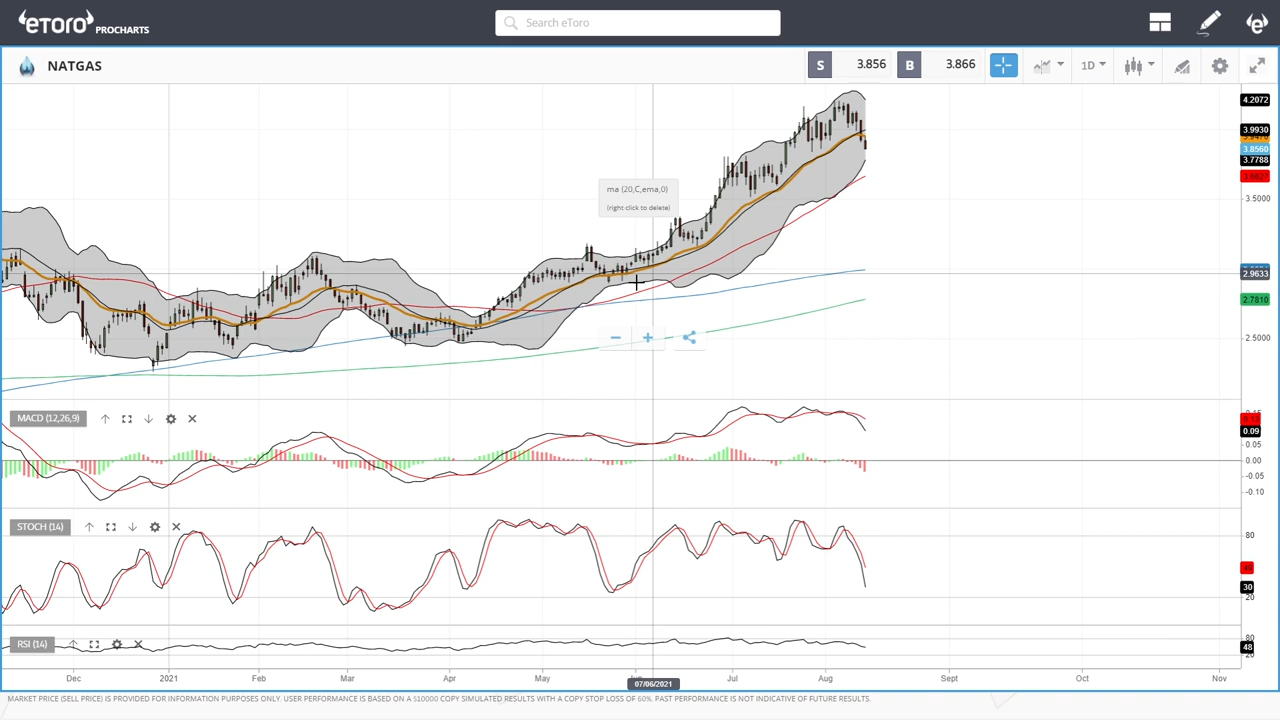 eToro PROCHARTS
Search eToro
NATGAS
S 3.856 B 3.866
1D
4.2072
3.9930
3.8560
3.7788
3.5000
ma (20,C,ema,0)
(right click to delete)
2.9633
2.7810
2.5000
MACD (12,26,9)
0.09
0.05
0.00
-0.05
-0.10
STOCH (14)
80
30
20
RSI (14)
80
48
Dec 2021 Feb Mar Apr May Jul Aug Sept Oct Nov
07/06/2021
MARKET PRICE (SELL PRICE) IS PROVIDED FOR INFORMATION PURPOSES ONLY. USER PERFORMANCE IS BASED ON A $10000 COPY SIMULATED RESULTS WITH A COPY STOP LOSS OF 60%. PAST PERFORMANCE IS NOT INDICATIVE OF FUTURE RESULTS.